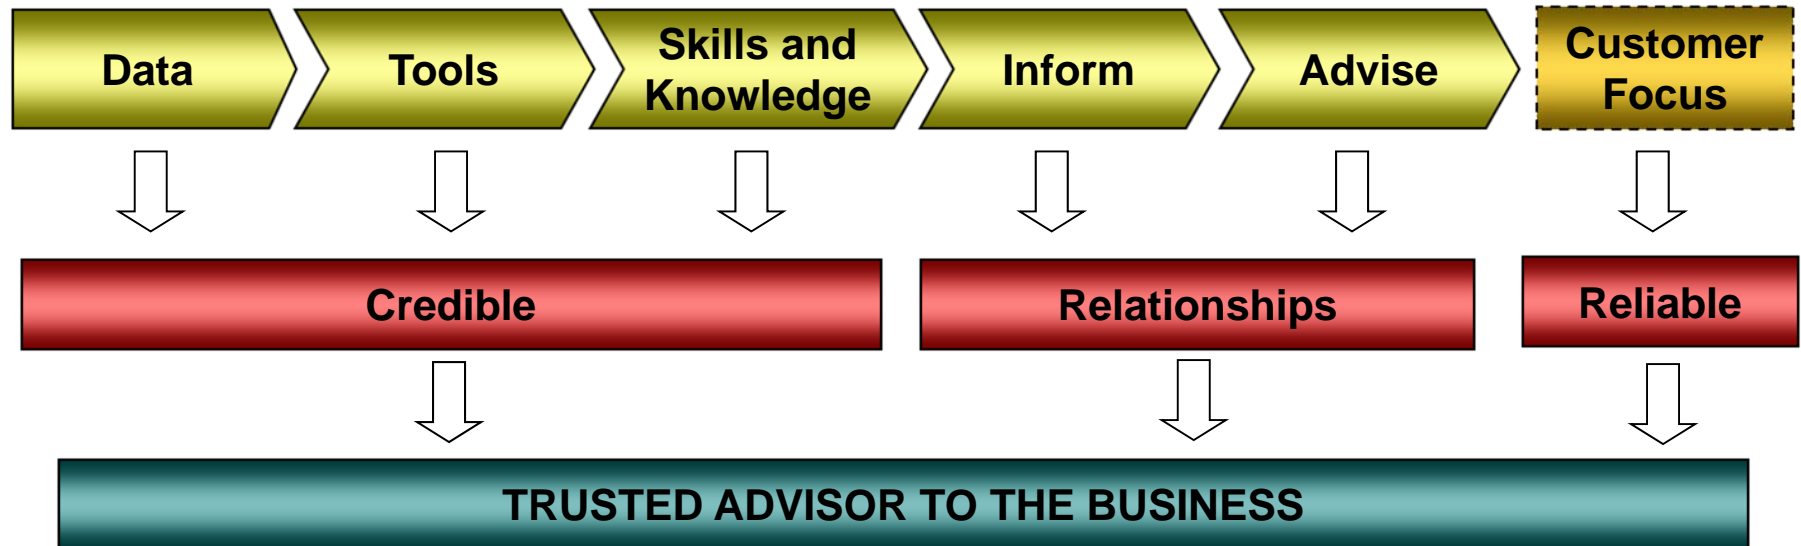 Data
Tools
Skills and
Knowledge
Inform
Advise
Customer
Focus
Credible
Relationships
Reliable
TRUSTED ADVISOR TO THE BUSINESS